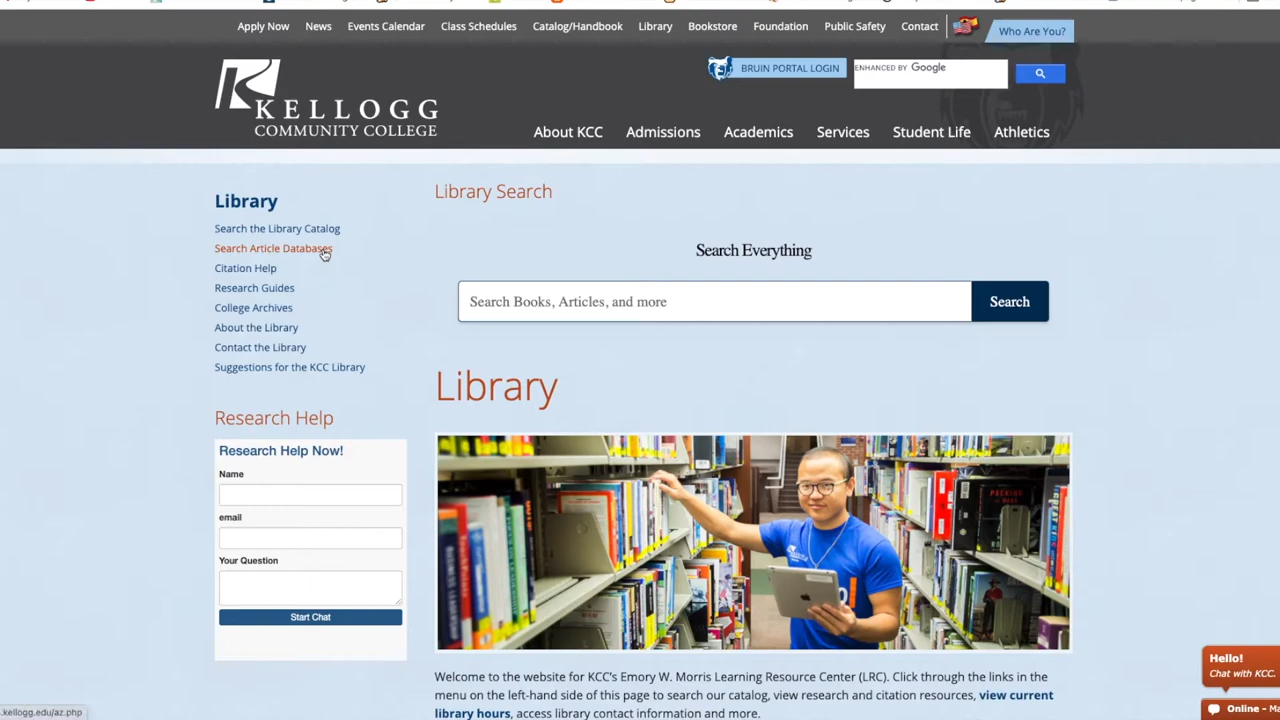 Apply Now News Events Calendar Class Schedules Catalog/Handbook Library Bookstore Foundation Public Safety Contact
Who Are You?
BRUIN PORTAL LOGIN
ENHANCED BY Google
KELLOGG
COMMUNITY COLLEGE
About KCC Admissions Academics Services Student Life Athletics
Library
Search the Library Catalog
Search Article Databases
Citation Help
Research Guides
College Archives
About the Library
Contact the Library
Suggestions for the KCC Library
Research Help
Research Help Now!
Name
email
Your Question
Start Chat
Library Search
Search Everything
Search Books, Articles, and more
Search
Library
Welcome to the website for KCC's Emory W. Morris Learning Resource Center (LRC). Click through the links in the
menu on the left-hand side of this page to search our catalog, view research and citation resources, view current
library hours, access library contact information and more.
Hello!
Chat with KCC.
Online -
.kellogg.edu/az.php